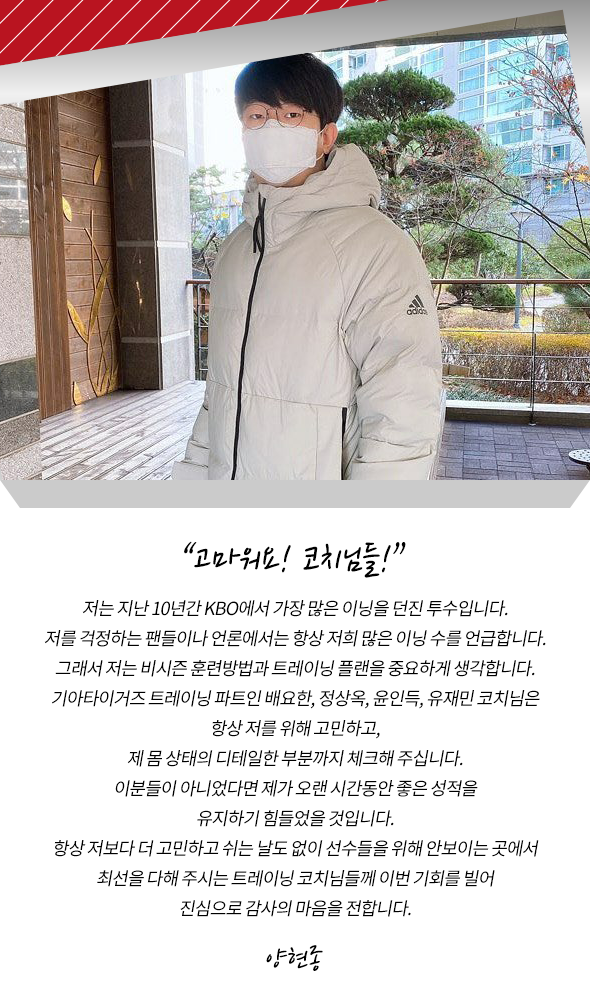 adidas
“고마워요! 코치님들!”
저는 지난 10년간 KBO에서 가장 많은 이닝을 던진 투수입니다.
저를 걱정하는 팬들이나 언론에서는 항상 저희 많은 이닝 수를 언급합니다.
그래서 저는 비시즌 훈련방법과 트레이닝 플랜을 중요하게 생각합니다.
기아타이거즈 트레이닝 파트인 배요한, 정상옥, 윤인득, 유재민 코치님은
항상 저를 위해 고민하고,
제 몸 상태의 디테일한 부분까지 체크해 주십니다.
이분들이 아니었다면 제가 오랜 시간동안 좋은 성적을
유지하기 힘들었을 것입니다.
항상 저보다 더 고민하고 쉬는 날도 없이 선수들을 위해 안보이는 곳에서
최선을 다해 주시는 트레이닝 코치님들께 이번 기회를 빌어
진심으로 감사의 마음을 전합니다.
양현종